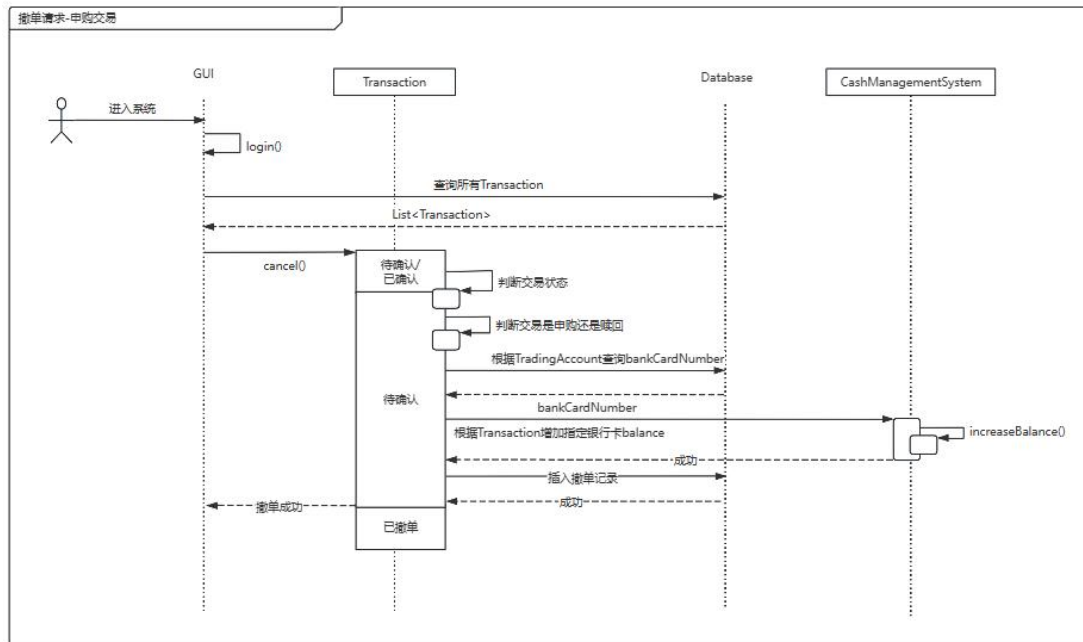 撤单请求-申购交易
GUI
Transaction
Database
CashManagementSystem
进入系统
login()
查询所有Transaction
List<Transaction>
cancel()
待确认/
已确认
判断交易状态
判断交易是申购还是赎回
根据TradingAccount查询bankCardNumber
待确认
bankCardNumber
根据Transaction增加指定银行卡balance
increaseBalance()
成功
插入撤单记录
成功
撤单成功
已撤单